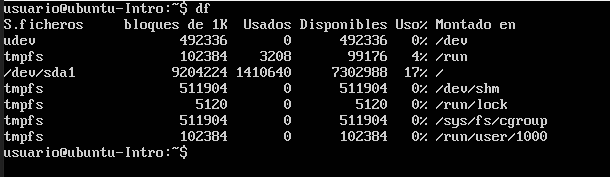 usuario@ubuntu-Intro:~$ df
S.ficheros     bloques de 1K  Usados Disponibles Uso% Montado en
udev                  492336       0      492336   0% /dev
tmpfs                 102384    3208       99176   4% /run
/dev/sda1            9204224 1410640     7302988  17% /
tmpfs                 511904       0      511904   0% /dev/shm
tmpfs                   5120       0        5120   0% /run/lock
tmpfs                 511904       0      511904   0% /sys/fs/cgroup
tmpfs                 102384       0      102384   0% /run/user/1000
usuario@ubuntu-Intro:~$